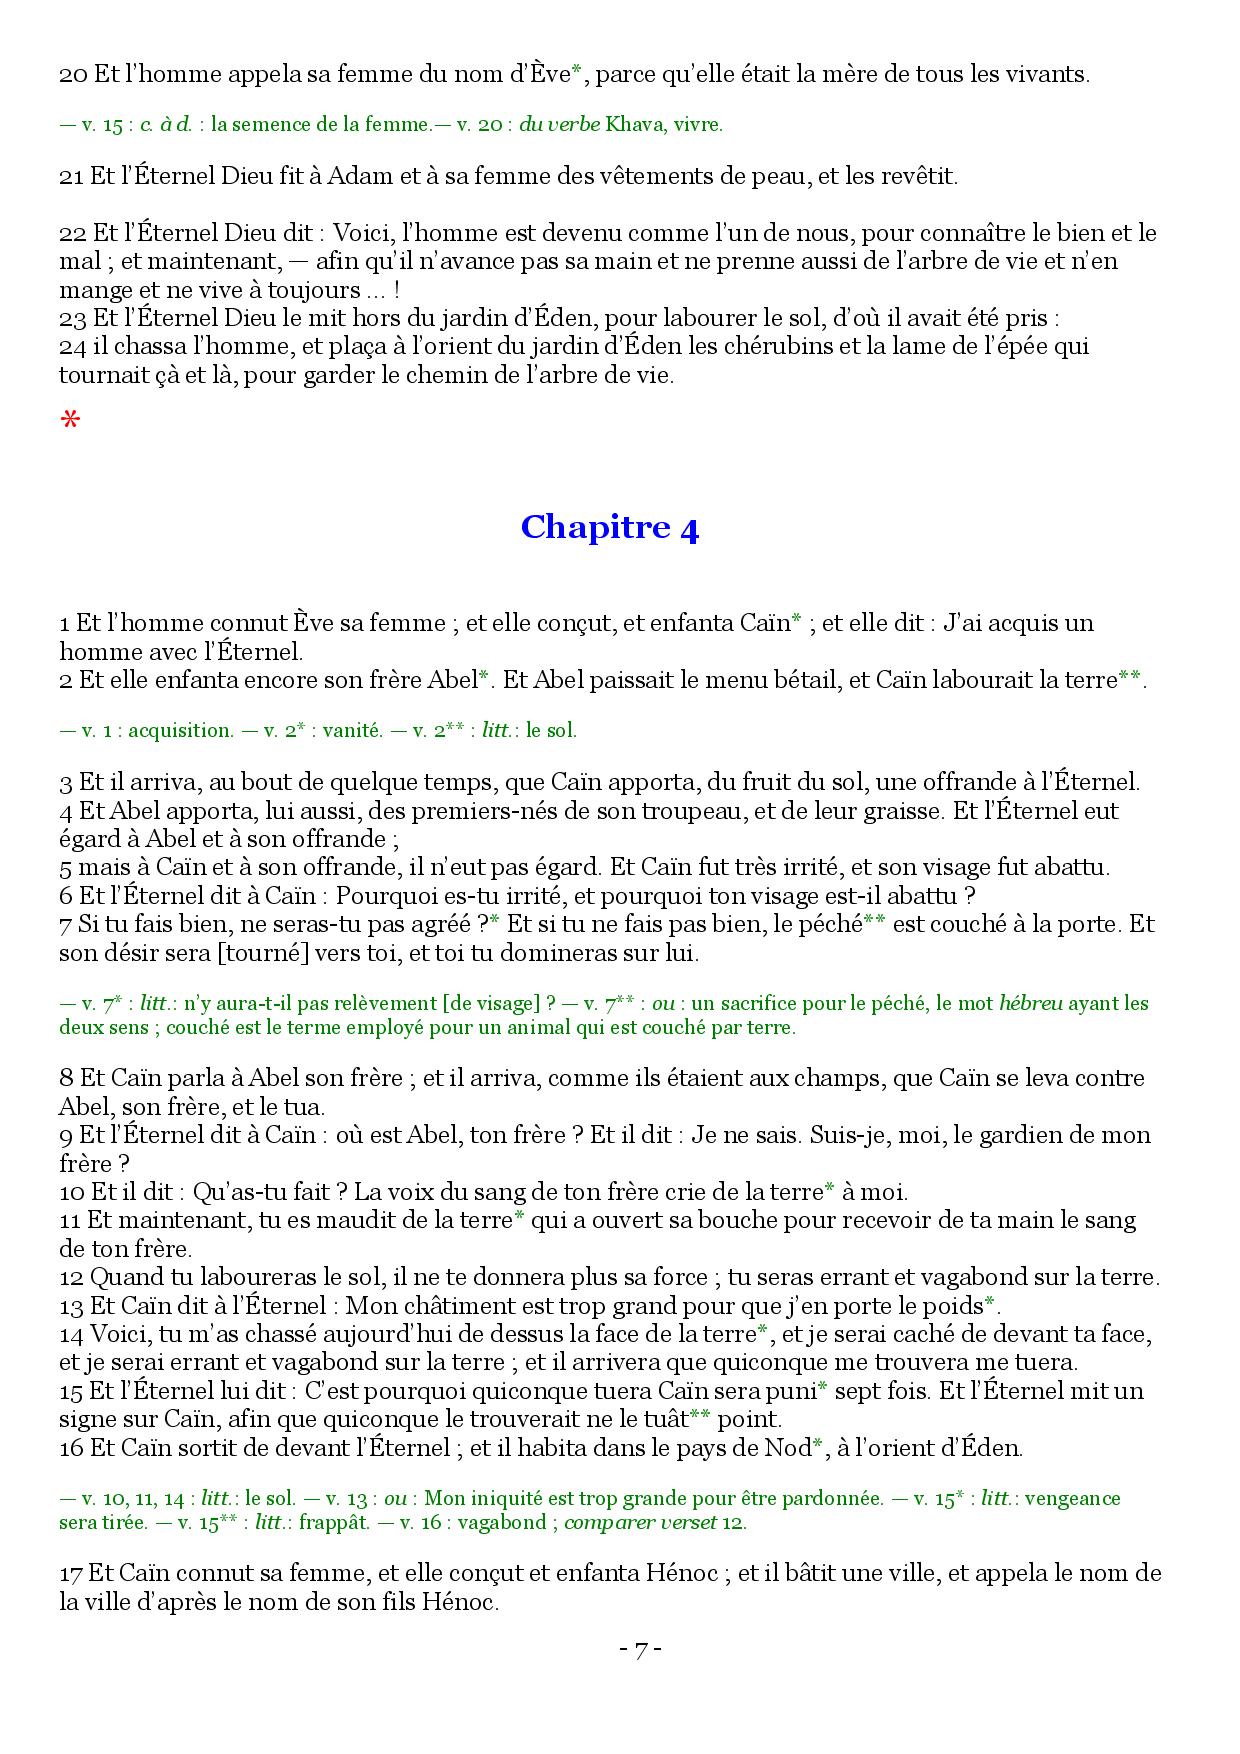 20 Et l’homme appela sa femme du nom d’Ève*, parce qu’elle était la mère de tous les vivants.
— v. 15 : c. à d. : la semence de la femme.— v. 20 : du verbe Khava, vivre.
21 Et l’Éternel Dieu fit à Adam et à sa femme des vêtements de peau, et les revêtit.
22 Et l’Éternel Dieu dit : Voici, l’homme est devenu comme l’un de nous, pour connaître le bien et le
mal ; et maintenant, — afin qu’il n’avance pas sa main et ne prenne aussi de l’arbre de vie et n’en
mange et ne vive à toujours ... !
23 Et l’Éternel Dieu le mit hors du jardin d’Éden, pour labourer le sol, d’où il avait été pris :
24 il chassa l’homme, et plaça à l’orient du jardin d’Éden les chérubins et la lame de l’épée qui
tournait çà et là, pour garder le chemin de l’arbre de vie.
*
Chapitre 4
1 Et l’homme connut Ève sa femme ; et elle conçut, et enfanta Caïn* ; et elle dit : J’ai acquis un
homme avec l’Éternel.
2 Et elle enfanta encore son frère Abel*. Et Abel paissait le menu bétail, et Caïn labourait la terre**.
— v. 1 : acquisition. — v. 2* : vanité. — v. 2** : litt.: le sol.
3 Et il arriva, au bout de quelque temps, que Caïn apporta, du fruit du sol, une offrande à l’Éternel.
4 Et Abel apporta, lui aussi, des premiers-nés de son troupeau, et de leur graisse. Et l’Éternel eut
égard à Abel et à son offrande ;
5 mais à Caïn et à son offrande, il n’eut pas égard. Et Caïn fut très irrité, et son visage fut abattu.
6 Et l’Éternel dit à Caïn : Pourquoi es-tu irrité, et pourquoi ton visage est-il abattu ?
7 Si tu fais bien, ne seras-tu pas agréé ?* Et si tu ne fais pas bien, le péché** est couché à la porte. Et
son désir sera [tourné] vers toi, et toi tu domineras sur lui.
— v. 7* : litt.: n’y aura-t-il pas relèvement [de visage] ? — v. 7** : ou : un sacrifice pour le péché, le mot hébreu ayant les
deux sens ; couché est le terme employé pour un animal qui est couché par terre.
8 Et Caïn parla à Abel son frère ; et il arriva, comme ils étaient aux champs, que Caïn se leva contre
Abel, son frère, et le tua.
9 Et l’Éternel dit à Caïn : où est Abel, ton frère ? Et il dit : Je ne sais. Suis-je, moi, le gardien de mon
frère ?
10 Et il dit : Qu’as-tu fait ? La voix du sang de ton frère crie de la terre* à moi.
11 Et maintenant, tu es maudit de la terre* qui a ouvert sa bouche pour recevoir de ta main le sang
de ton frère.
12 Quand tu laboureras le sol, il ne te donnera plus sa force ; tu seras errant et vagabond sur la terre.
13 Et Caïn dit à l’Éternel : Mon châtiment est trop grand pour que j’en porte le poids*.
14 Voici, tu m’as chassé aujourd’hui de dessus la face de la terre*, et je serai caché de devant ta face,
et je serai errant et vagabond sur la terre ; et il arrivera que quiconque me trouvera me tuera.
15 Et l’Éternel lui dit : C’est pourquoi quiconque tuera Caïn sera puni* sept fois. Et l’Éternel mit un
signe sur Caïn, afin que quiconque le trouverait ne le tuât** point.
16 Et Caïn sortit de devant l’Éternel ; et il habita dans le pays de Nod*, à l’orient d’Éden.
— v. 10, 11, 14 : litt.: le sol. — v. 13 : ou : Mon iniquité est trop grande pour être pardonnée. — v. 15* : litt.: vengeance
sera tirée. — v. 15** : litt.: frappât. — v. 16 : vagabond ; comparer verset 12.
17 Et Caïn connut sa femme, et elle conçut et enfanta Hénoc ; et il bâtit une ville, et appela le nom de
la ville d’après le nom de son fils Hénoc.
- 7 -